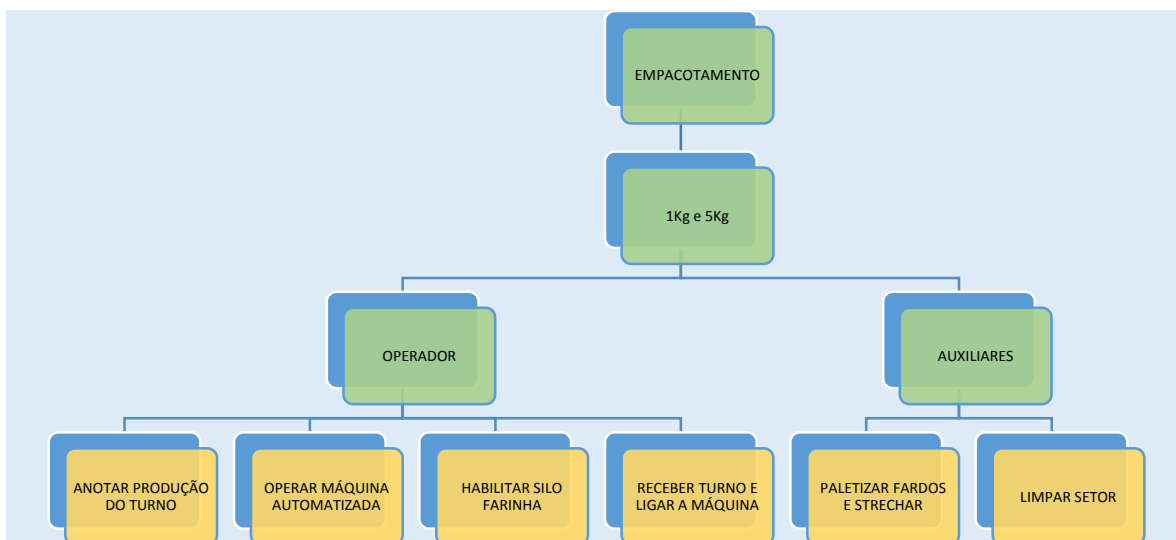 EMPACOTAMENTO
1Kg e 5Kg
OPERADOR
AUXILIARES
ANOTAR PRODUÇÃO
DO TURNO
OPERAR MÁQUINA
AUTOMATIZADA
HABILITAR SILO
FARINHA
RECEBER TURNO E
LIGAR A MÁQUINA
PALETIZAR FARDOS
E STRECHAR
LIMPAR SETOR